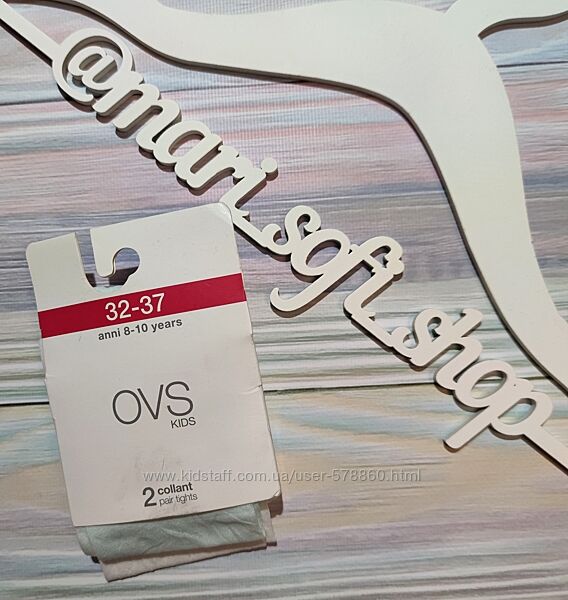 @mari_sofi_shop
32-37
anni 8-10 years
OVS
KIDS
www.kidstaff.com.ua/user-578860.html
2 collant
pair tights